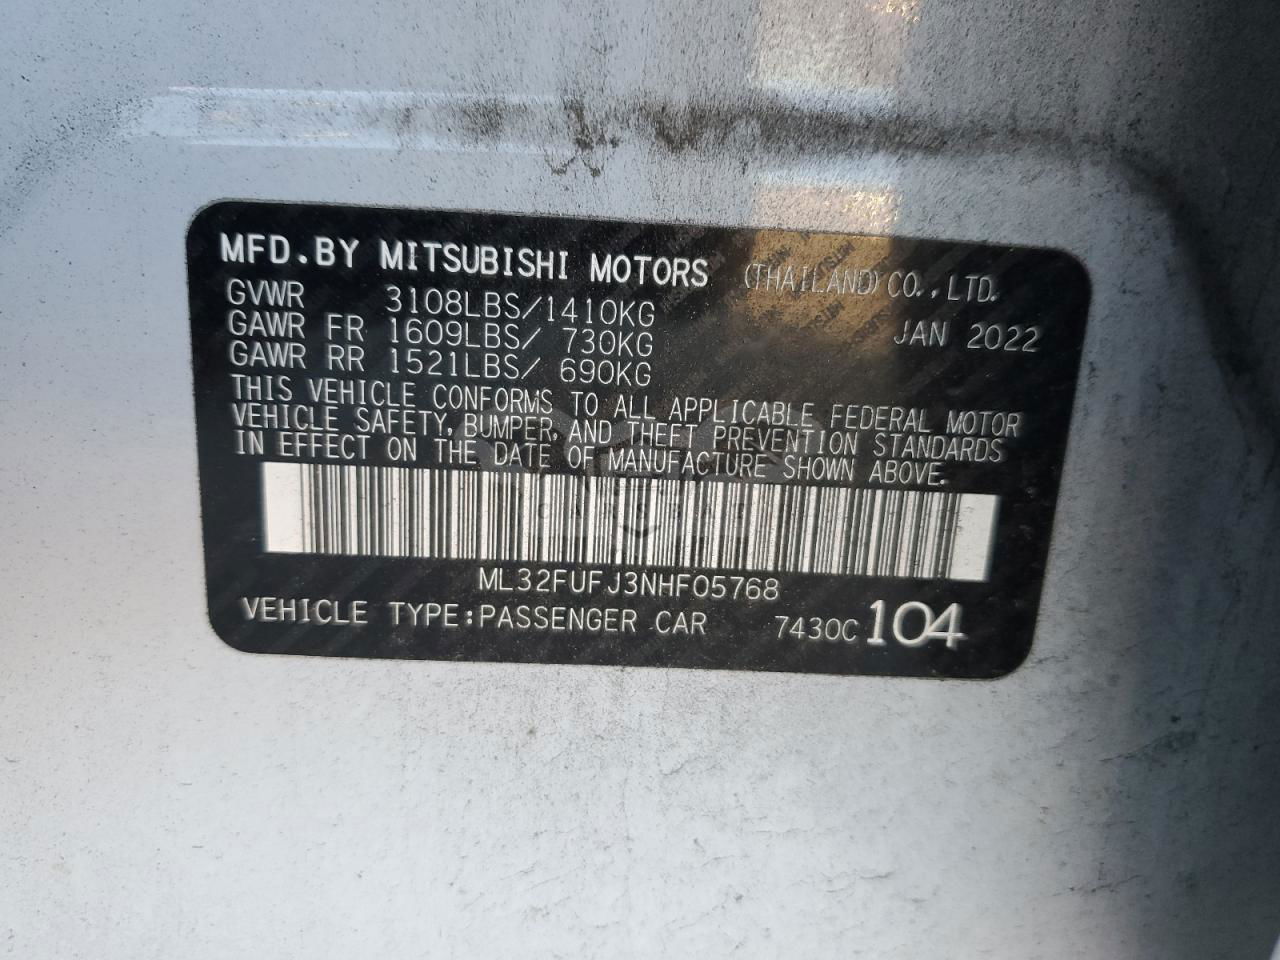 MFD.BY MITSUBISHI MOTORS (THAILAND) CO.,LTD.
GVWR 3108LBS/1410KG
GAWR FR 1609LBS/ 730KG JAN 2022
GAWR RR 1521LBS/ 690KG
THIS VEHICLE CONFORMS TO ALL APPLICABLE FEDERAL MOTOR
VEHICLE SAFETY, BUMPER, AND THEFT PREVENTION STANDARDS
IN EFFECT ON THE DATE OF MANUFACTURE SHOWN ABOVE.
ML32FUFJ3NHF05768
VEHICLE TYPE:PASSENGER CAR 7430C 104